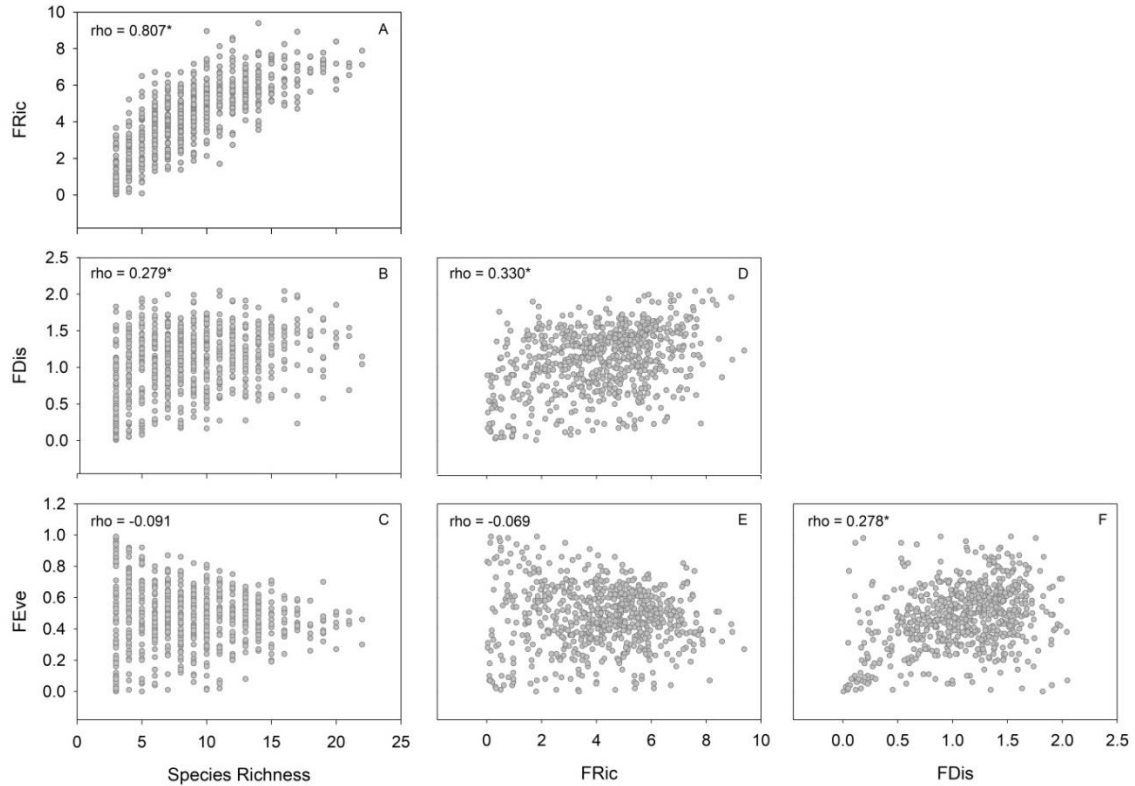 rho = 0.807* A
10
8
6
4
2
0
FRic
rho = 0.279* B
2.5
2.0
1.5
1.0
0.5
0.0
FDis
rho = 0.330* D
rho = -0.091 C
1.2
1.0
0.8
0.6
0.4
0.2
0.0
FEve
rho = -0.069 E
rho = 0.278* F
0 5 10 15 20 25
0 2 4 6 8 10
0.0 0.5 1.0 1.5 2.0 2.5
Species Richness
FRic
FDis